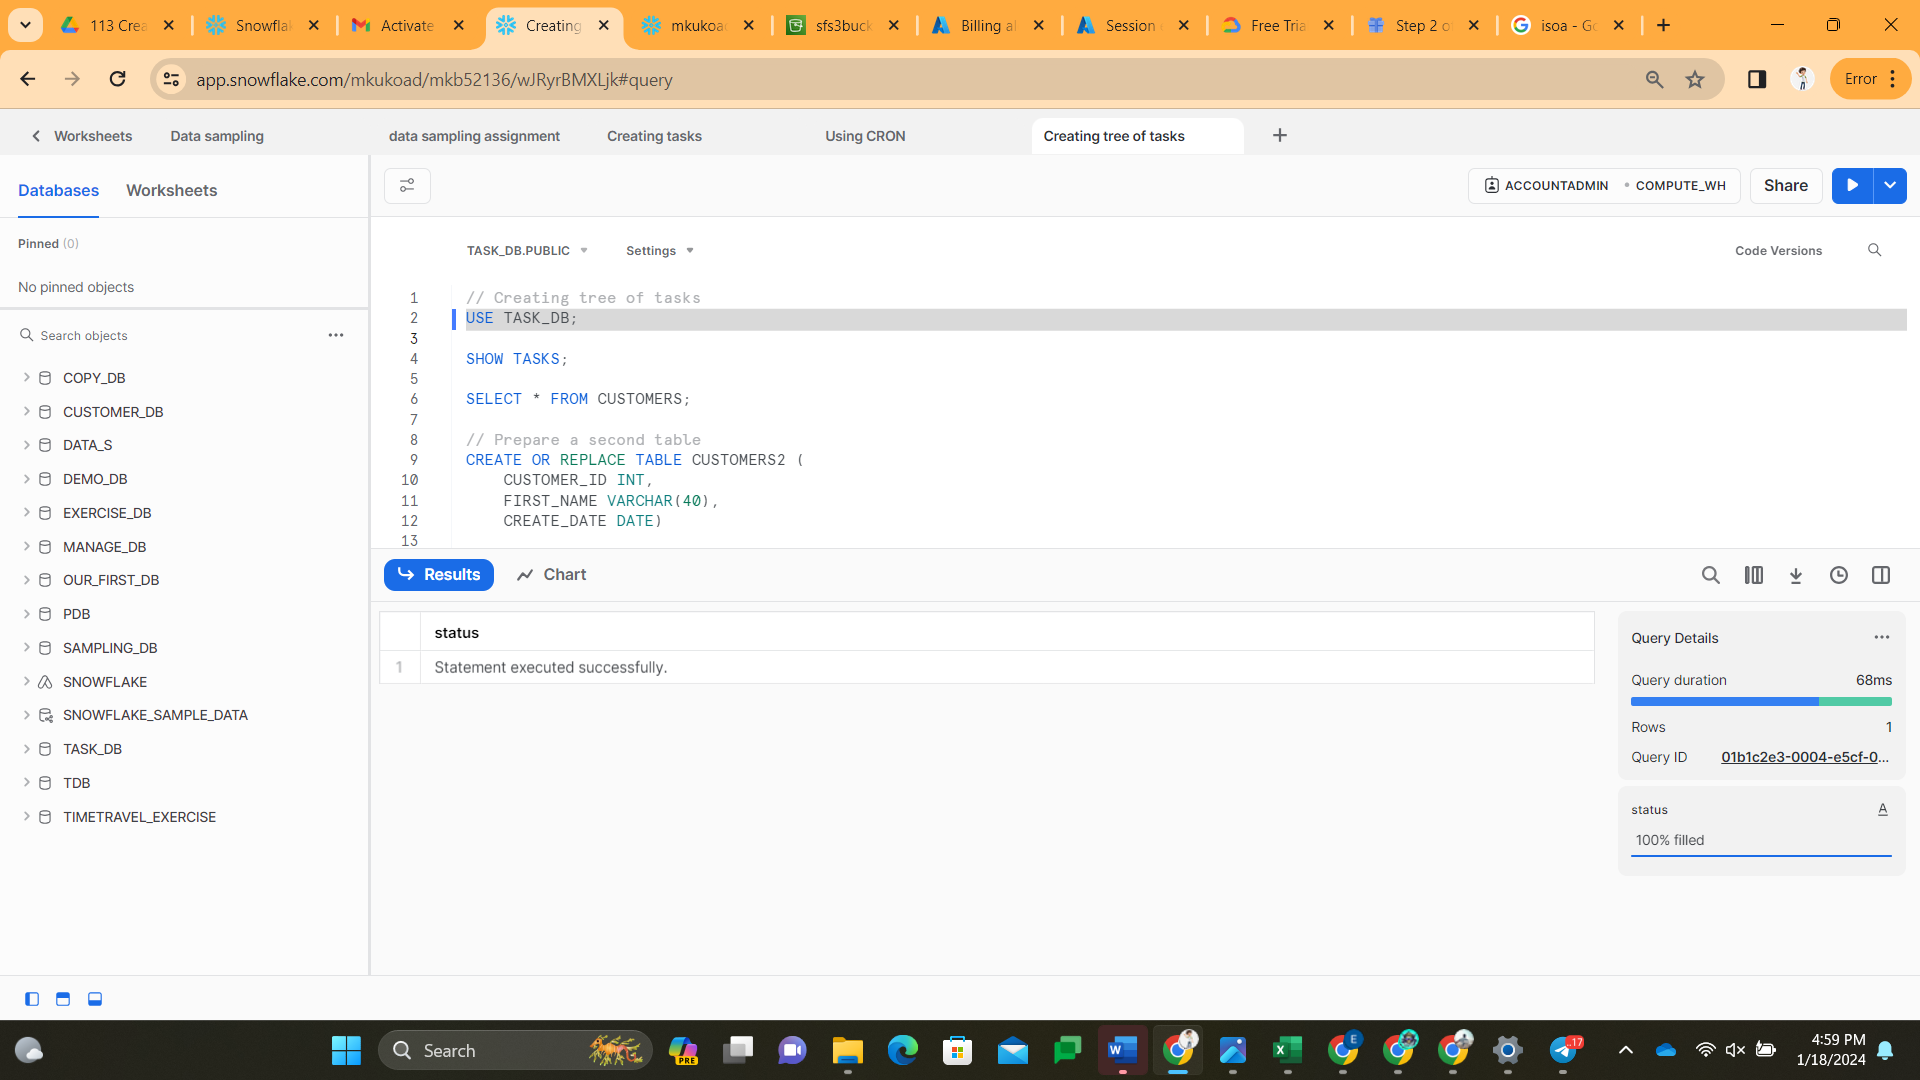 113 Crea
Snowflak
Activate
Creating
mkukoad
sfs3buck
Billing al
Session
Free Tria
Step 2 o
isoa - Go
app.snowflake.com/mkukoad/mkb52136/wJRyrBMXLjk#query
Error
Worksheets
Data sampling
data sampling assignment
Creating tasks
Using CRON
Creating tree of tasks
Databases
Worksheets
ACCOUNTADMIN
COMPUTE_WH
Share
Pinned (0)
No pinned objects
TASK_DB.PUBLIC
Settings
Code Versions
Search objects
COPY_DB
CUSTOMER_DB
DATA_S
DEMO_DB
EXERCISE_DB
MANAGE_DB
OUR_FIRST_DB
PDB
SAMPLING_DB
SNOWFLAKE
SNOWFLAKE_SAMPLE_DATA
TASK_DB
TDB
TIMETRAVEL_EXERCISE
1 // Creating tree of tasks
2 USE TASK_DB;
3
4 SHOW TASKS;
5
6 SELECT * FROM CUSTOMERS;
7
8 // Prepare a second table
9 CREATE OR REPLACE TABLE CUSTOMERS2 (
10 CUSTOMER_ID INT,
11 FIRST_NAME VARCHAR(40),
12 CREATE_DATE DATE)
13
Results
Chart
status
1 Statement executed successfully.
Query Details
Query duration 68ms
Rows 1
Query ID 01b1c2e3-0004-e5cf-0...
status A
100% filled
Search
PRE
W
X
E
17
4:59 PM
1/18/2024